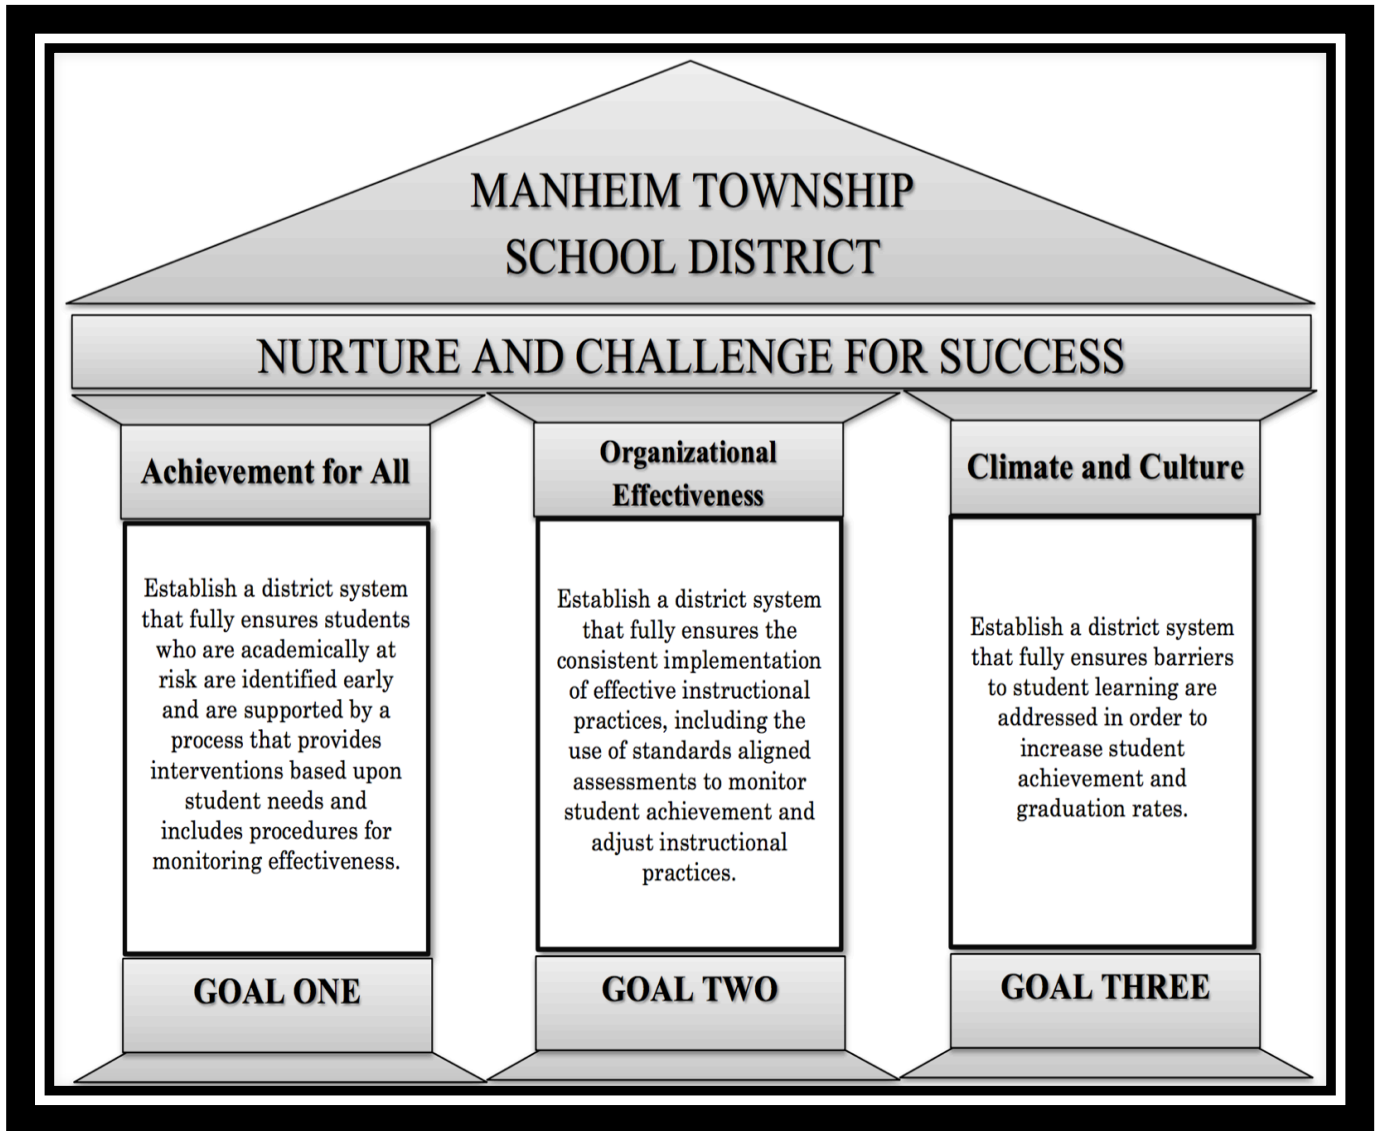 MANHEIM TOWNSHIP
SCHOOL DISTRICT
NURTURE AND CHALLENGE FOR SUCCESS
Achievement for All
Establish a district system
that fully ensures students
who are academically at
risk are identified early
and are supported by a
process that provides
interventions based upon
student needs and
includes procedures for
monitoring effectiveness.
GOAL ONE
Organizational
Effectiveness
Establish a district system
that fully ensures the
consistent implementation
of effective instructional
practices, including the
use of standards aligned
assessments to monitor
student achievement and
adjust instructional
practices.
GOAL TWO
Climate and Culture
Establish a district system
that fully ensures barriers
to student learning are
addressed in order to
increase student
achievement and
graduation rates.
GOAL THREE